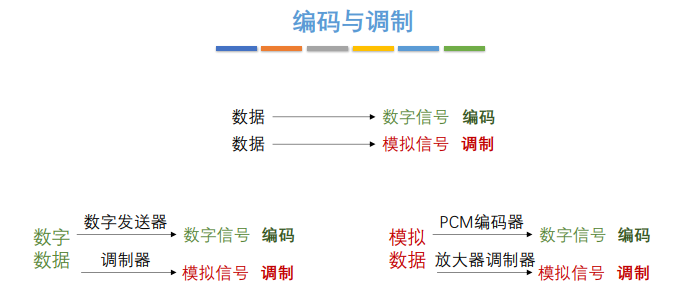 编码与调制
数据 数字信号 编码
数据 模拟信号 调制
数字数据
数字发送器 数字信号 编码
调制器 模拟信号 调制
模拟数据
PCM编码器 数字信号 编码
放大器调制器 模拟信号 调制